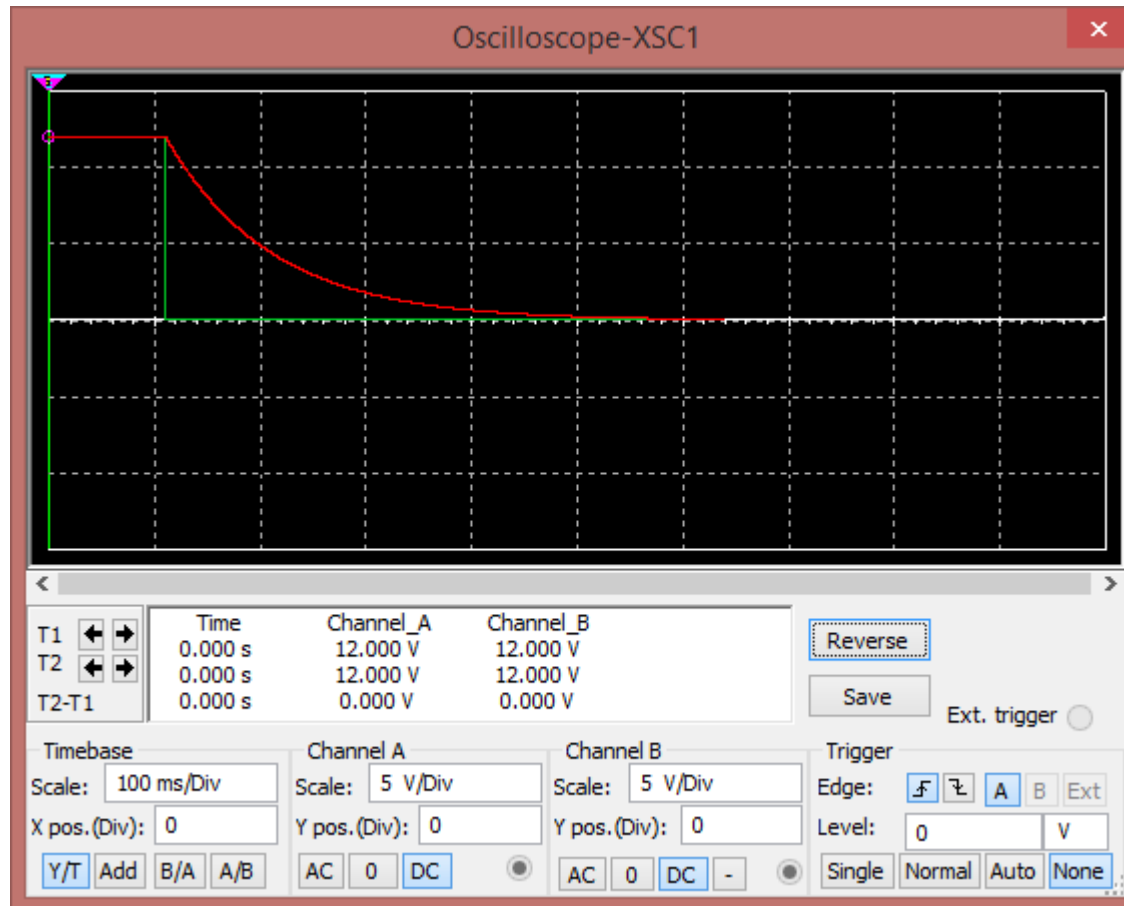 Oscilloscope-XSC1
×
3
T1
T2
T2-T1
Time Channel_A Channel_B
0.000 s 12.000 V 12.000 V
0.000 s 12.000 V 12.000 V
0.000 s 0.000 V 0.000 V
Reverse
Save
Ext. trigger
Timebase
Scale: 100 ms/Div
X pos.(Div): 0
Y/T Add B/A A/B
Channel A
Scale: 5 V/Div
Y pos.(Div): 0
AC 0 DC
Channel B
Scale: 5 V/Div
Y pos.(Div): 0
AC 0 DC -
Trigger
Edge: A B Ext
Level: 0 V
Single Normal Auto None